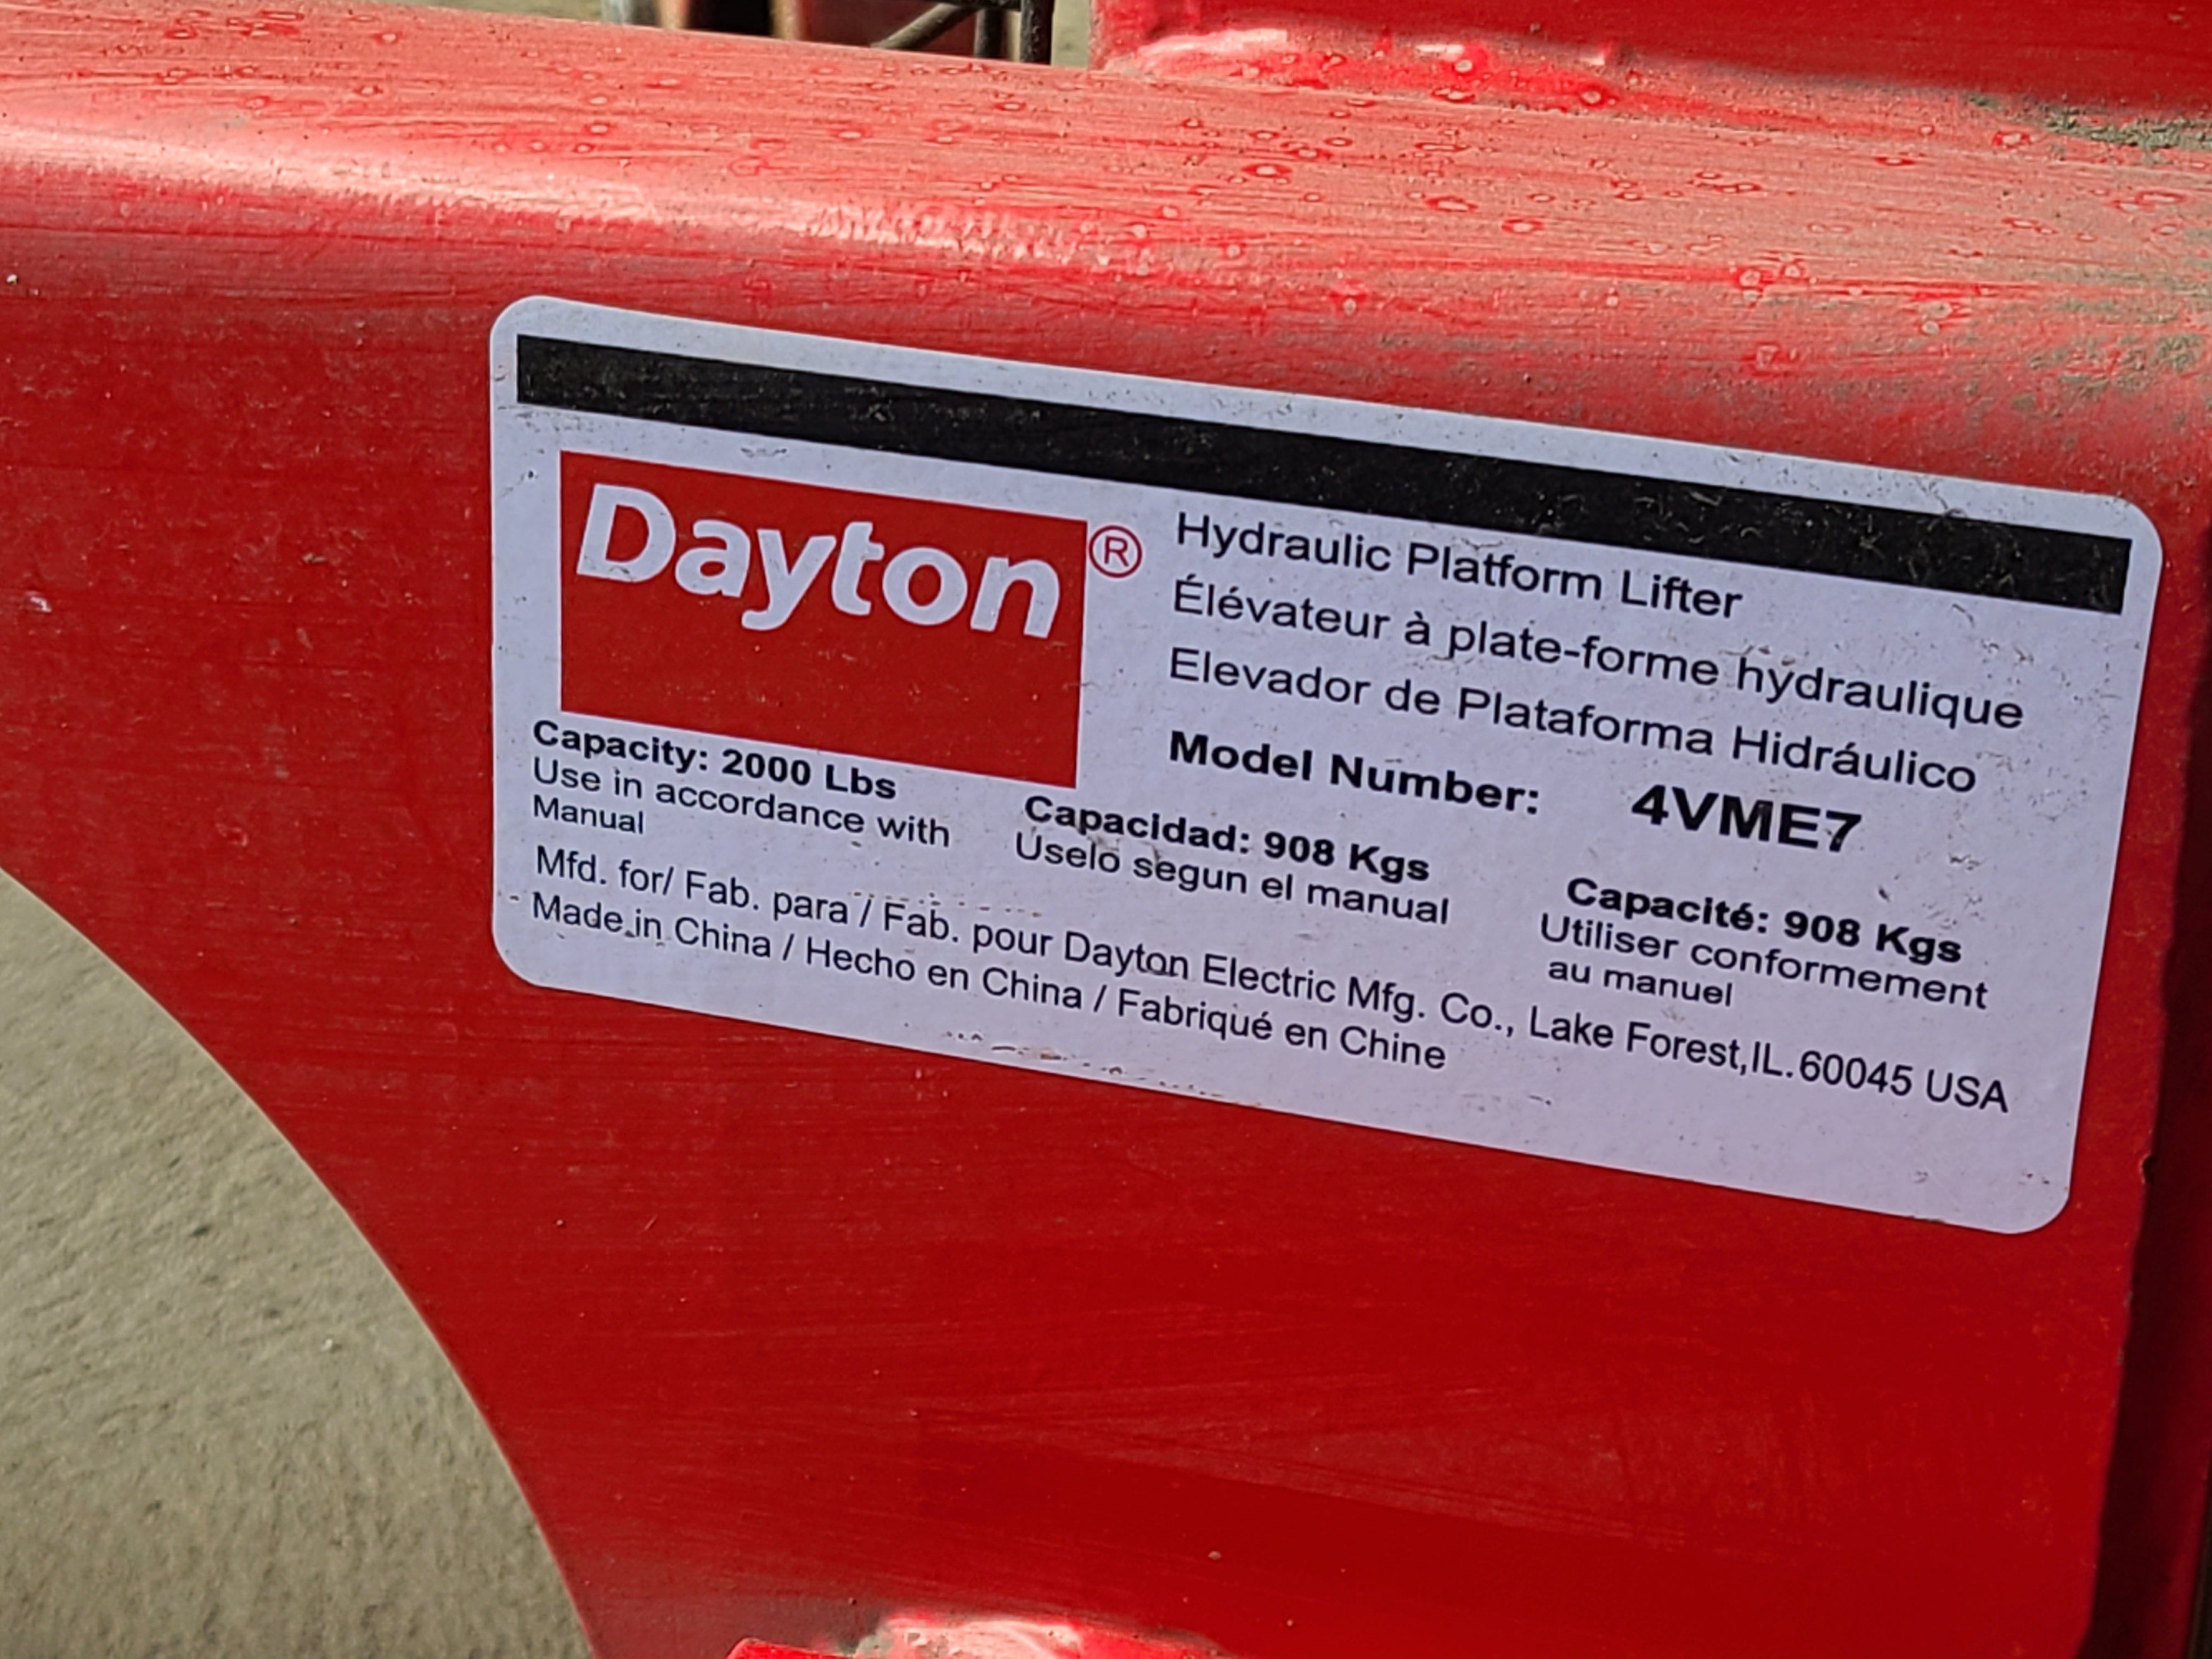 Dayton®
Hydraulic Platform Lifter
Élévateur à plate-forme hydraulique
Elevador de Plataforma Hidráulico
Model Number: 4VME7
Capacity: 2000 Lbs
Use in accordance with
Manual
Capacidad: 908 Kgs
Uselo segun el manual
Capacité: 908 Kgs
Utiliser conformement
au manuel
Mfd. for/ Fab. para / Fab. pour Dayton Electric Mfg. Co., Lake Forest,IL.60045 USA
Made in China / Hecho en China / Fabriqué en Chine